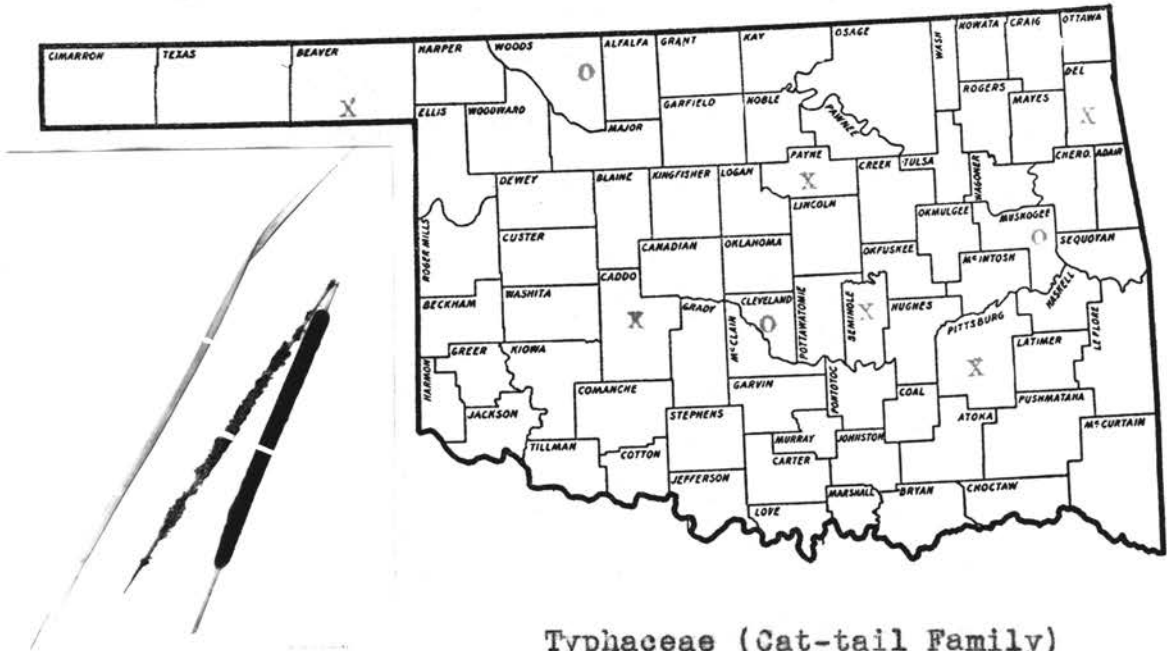 CIMARRON
TEXAS
BEAVER
HARPER
WOODS
ALFALFA
GRANT
KAY
OSAGE
WASH
NOWATA
CRAIG
OTTAWA
DEL
ROGERS
MAYES
ELLIS
WOODWARD
MAJOR
GARFIELD
NOBLE
PAWNEE
PAYNE
CREEK
TULSA
WAGONER
CHERO.
ADAIR
DEWEY
BLAINE
KINGFISHER
LOGAN
LINCOLN
OKMULGEE
MUSKOGEE
SEQUOYAH
ROGER MILLS
CUSTER
CANADIAN
OKLAHOMA
OKFUSKEE
McINTOSH
HASKELL
BECKHAM
WASHITA
CADDO
GRADY
McCLAIN
CLEVELAND
POTTAWATOMIE
SEMINOLE
HUGHES
PITTSBURG
LATIMER
LE FLORE
HARMON
GREER
KIOWA
COMANCHE
GARVIN
PONTOTOC
COAL
ATOKA
PUSHMATAHA
McCURTAIN
JACKSON
STEPHENS
TILLMAN
COTTON
MURRAY
JOHNSTON
CARTER
JEFFERSON
LOVE
MARSHALL
BRYAN
CHOCTAW
X
O
X
X
O
X
O
X
X
Typhaceae (Cat-tail Family)